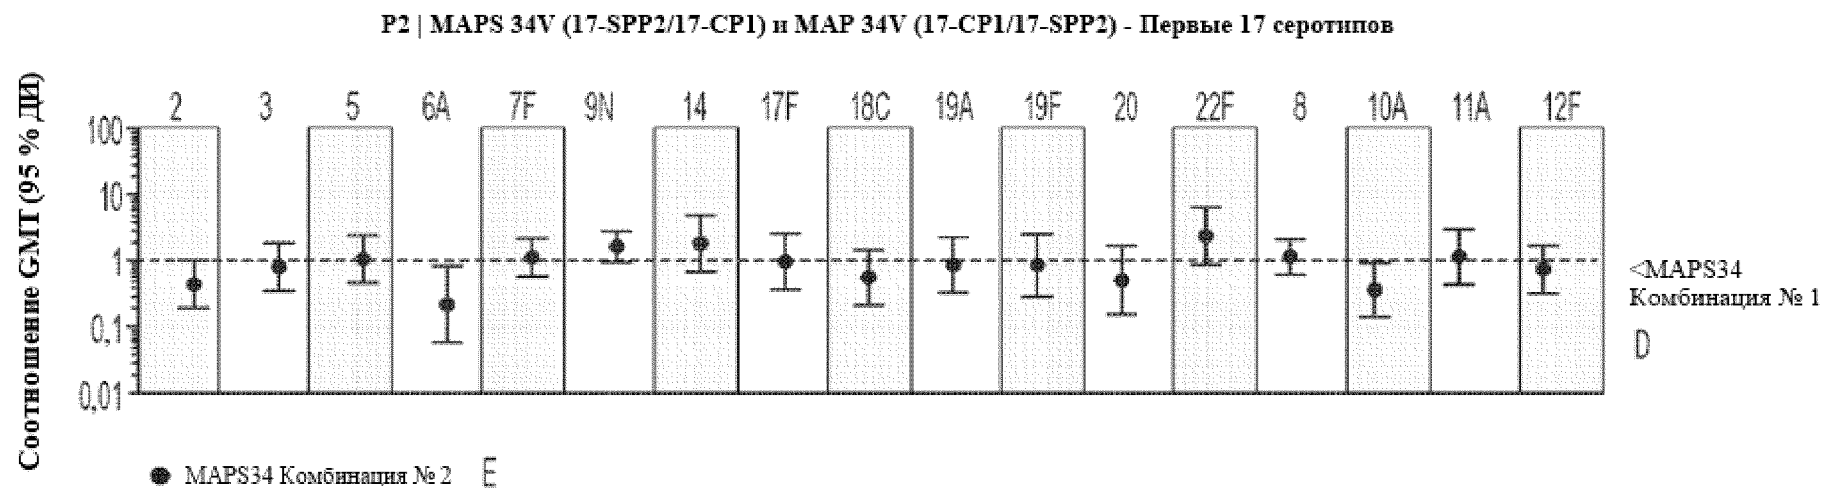 P2 | MAPS 34V (17-SPP2/17-CP1) и MAP 34V (17-CP1/17-SPP2) - Первые 17 серотипов
Соотношение GMT (95 % ДИ)
2 3 5 6A 7F 9N 14 17F 18C 19A 19F 20 22F 8 10A 11A 12F
100
10
1
0,1
0,01
<MAPS34
Комбинация № 1
D
MAPS34 Комбинация № 2 E